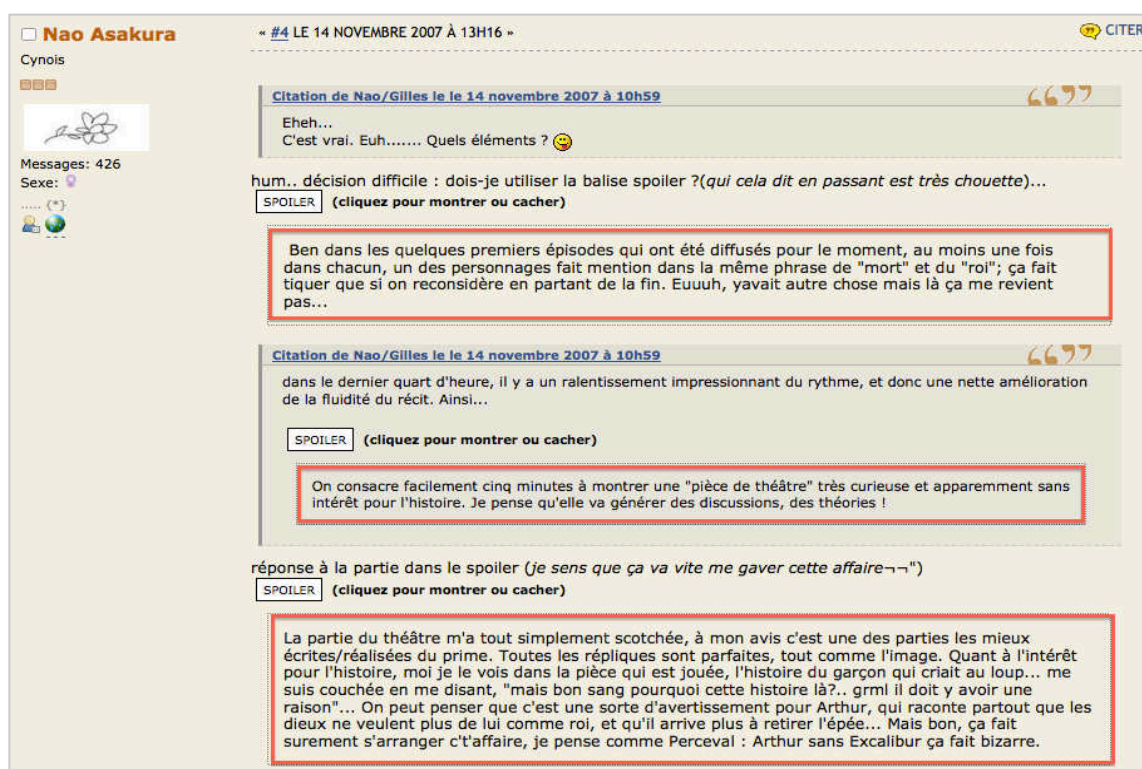 Nao Asakura
Cynois
Messages: 426
Sexe:
..... {*}
« #4 LE 14 NOVEMBRE 2007 À 13H16 »
CITER
Citation de Nao/Gilles le le 14 novembre 2007 à 10h59
Eheh...
C'est vrai. Euh....... Quels éléments ?
hum.. décision difficile : dois-je utiliser la balise spoiler ?(qui cela dit en passant est très chouette)...
SPOILER (cliquez pour montrer ou cacher)
Ben dans les quelques premiers épisodes qui ont été diffusés pour le moment, au moins une fois
dans chacun, un des personnages fait mention dans la même phrase de "mort" et du "roi"; ça fait
tiquer que si on reconsidère en partant de la fin. Euuuh, yavait autre chose mais là ça me revient
pas...
Citation de Nao/Gilles le le 14 novembre 2007 à 10h59
dans le dernier quart d'heure, il y a un ralentissement impressionnant du rythme, et donc une nette amélioration
de la fluidité du récit. Ainsi...
SPOILER (cliquez pour montrer ou cacher)
On consacre facilement cinq minutes à montrer une "pièce de théâtre" très curieuse et apparemment sans
intérêt pour l'histoire. Je pense qu'elle va générer des discussions, des théories !
réponse à la partie dans le spoiler (je sens que ça va vite me gaver cette affaire¬¬")
SPOILER (cliquez pour montrer ou cacher)
La partie du théâtre m'a tout simplement scotchée, à mon avis c'est une des parties les mieux
écrites/réalisées du prime. Toutes les répliques sont parfaites, tout comme l'image. Quant à l'intérêt
pour l'histoire, moi je le vois dans la pièce qui est jouée, l'histoire du garçon qui criait au loup... me
suis couchée en me disant, "mais bon sang pourquoi cette histoire là?.. grml il doit y avoir une
raison"... On peut penser que c'est une sorte d'avertissement pour Arthur, qui raconte partout que les
dieux ne veulent plus de lui comme roi, et qu'il arrive plus à retirer l'épée... Mais bon, ça fait
surement s'arranger c't'affaire, je pense comme Perceval : Arthur sans Excalibur ça fait bizarre.